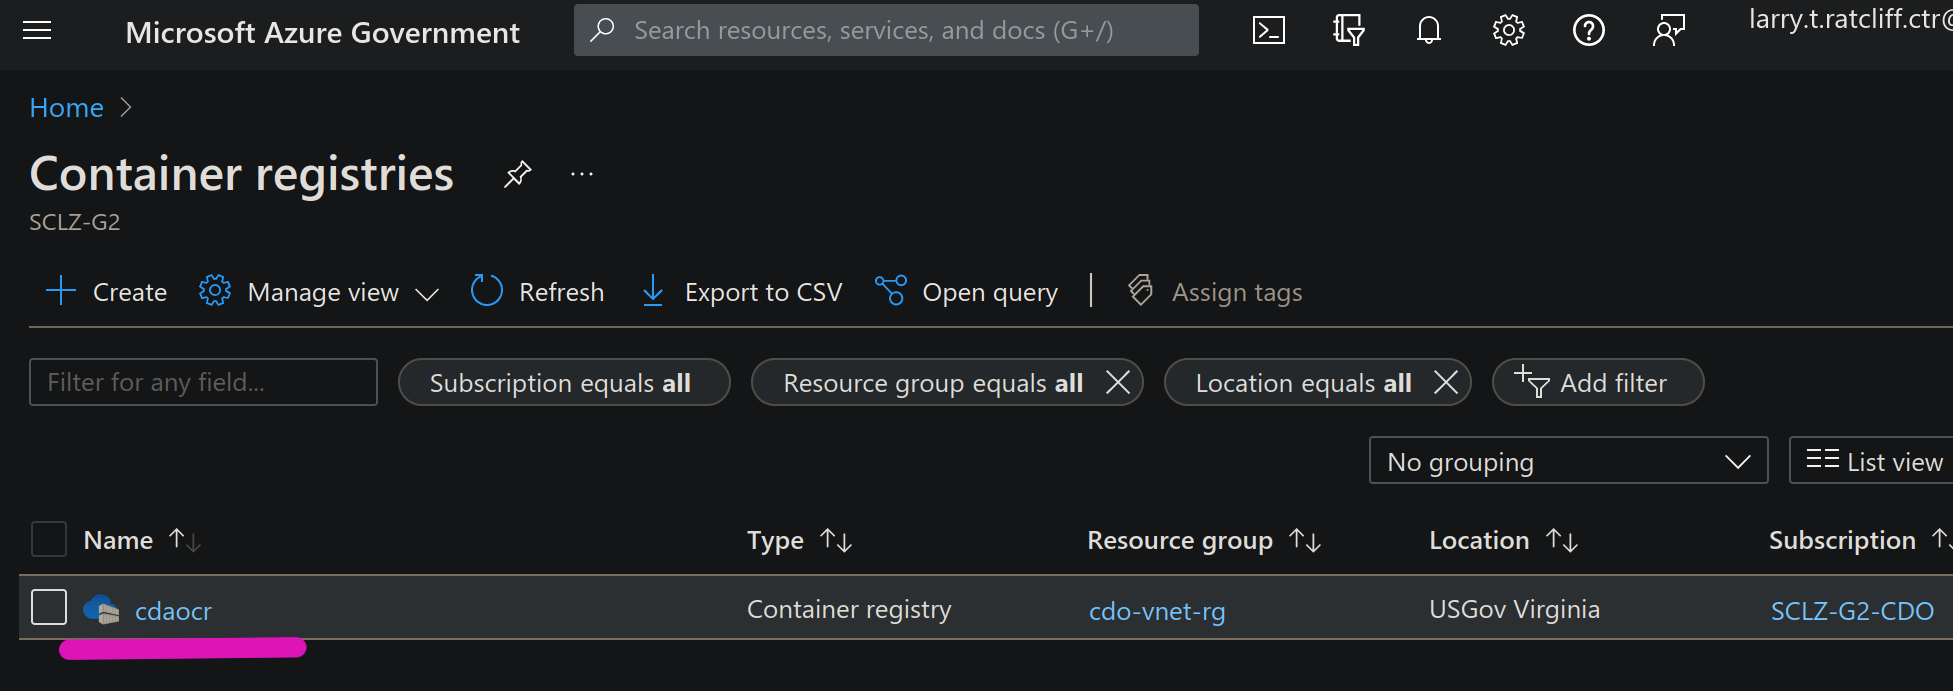 Microsoft Azure Government
Search resources, services, and docs (G+/)
larry.t.ratcliff.ctr@
Home
Container registries
SCLZ-G2
Create
Manage view
Refresh
Export to CSV
Open query
Assign tags
Filter for any field...
Subscription equals all
Resource group equals all
Location equals all
Add filter
No grouping
List view
Name
Type
Resource group
Location
Subscription
cdaocr
Container registry
cdo-vnet-rg
USGov Virginia
SCLZ-G2-CDO